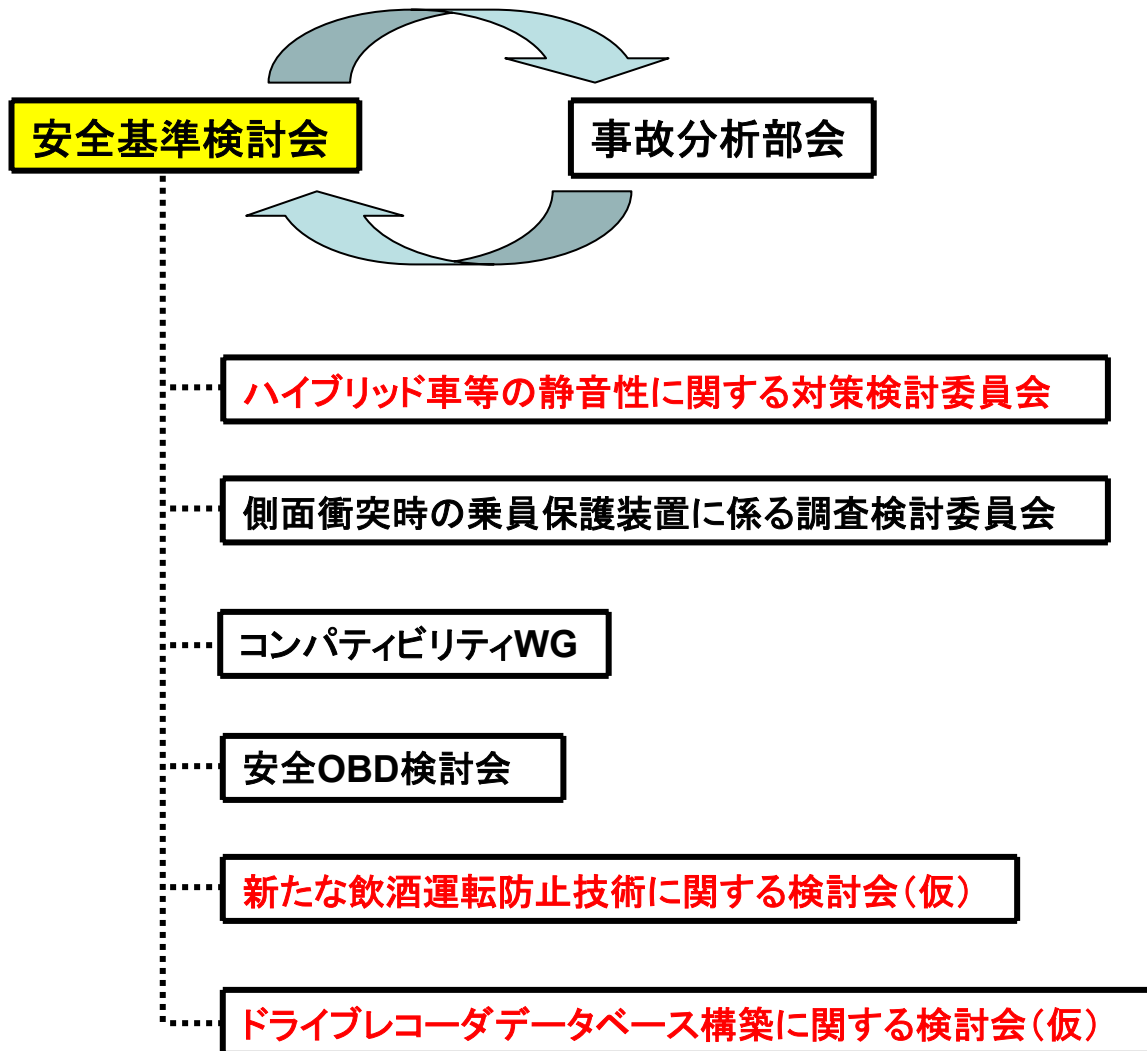 安全基準検討会
事故分析部会
ハイブリッド車等の静音性に関する対策検討委員会
側面衝突時の乗員保護装置に係る調査検討委員会
コンパティビリティWG
安全OBD検討会
新たな飲酒運転防止技術に関する検討会(仮)
ドライブレコーダデータベース構築に関する検討会(仮)